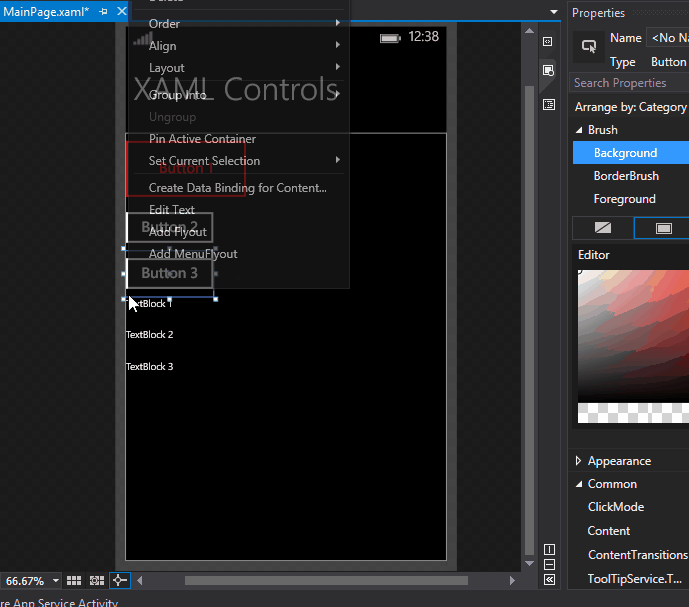 MainPage.xaml*
Delete
Order
Align
Layout
Group Into
Ungroup
Pin Active Container
Set Current Selection
Create Data Binding for Content...
Edit Text
Add Flyout
Add MenuFlyout
12:38
XAML Controls
Button 1
Button 2
Button 3
TextBlock 1
TextBlock 2
TextBlock 3
66.67%
re App Service Activity
Properties
Name <No Na
Type Button
Search Properties
Arrange by: Category
Brush
Background
BorderBrush
Foreground
Editor
Appearance
Common
ClickMode
Content
ContentTransitions
ToolTipService.T...